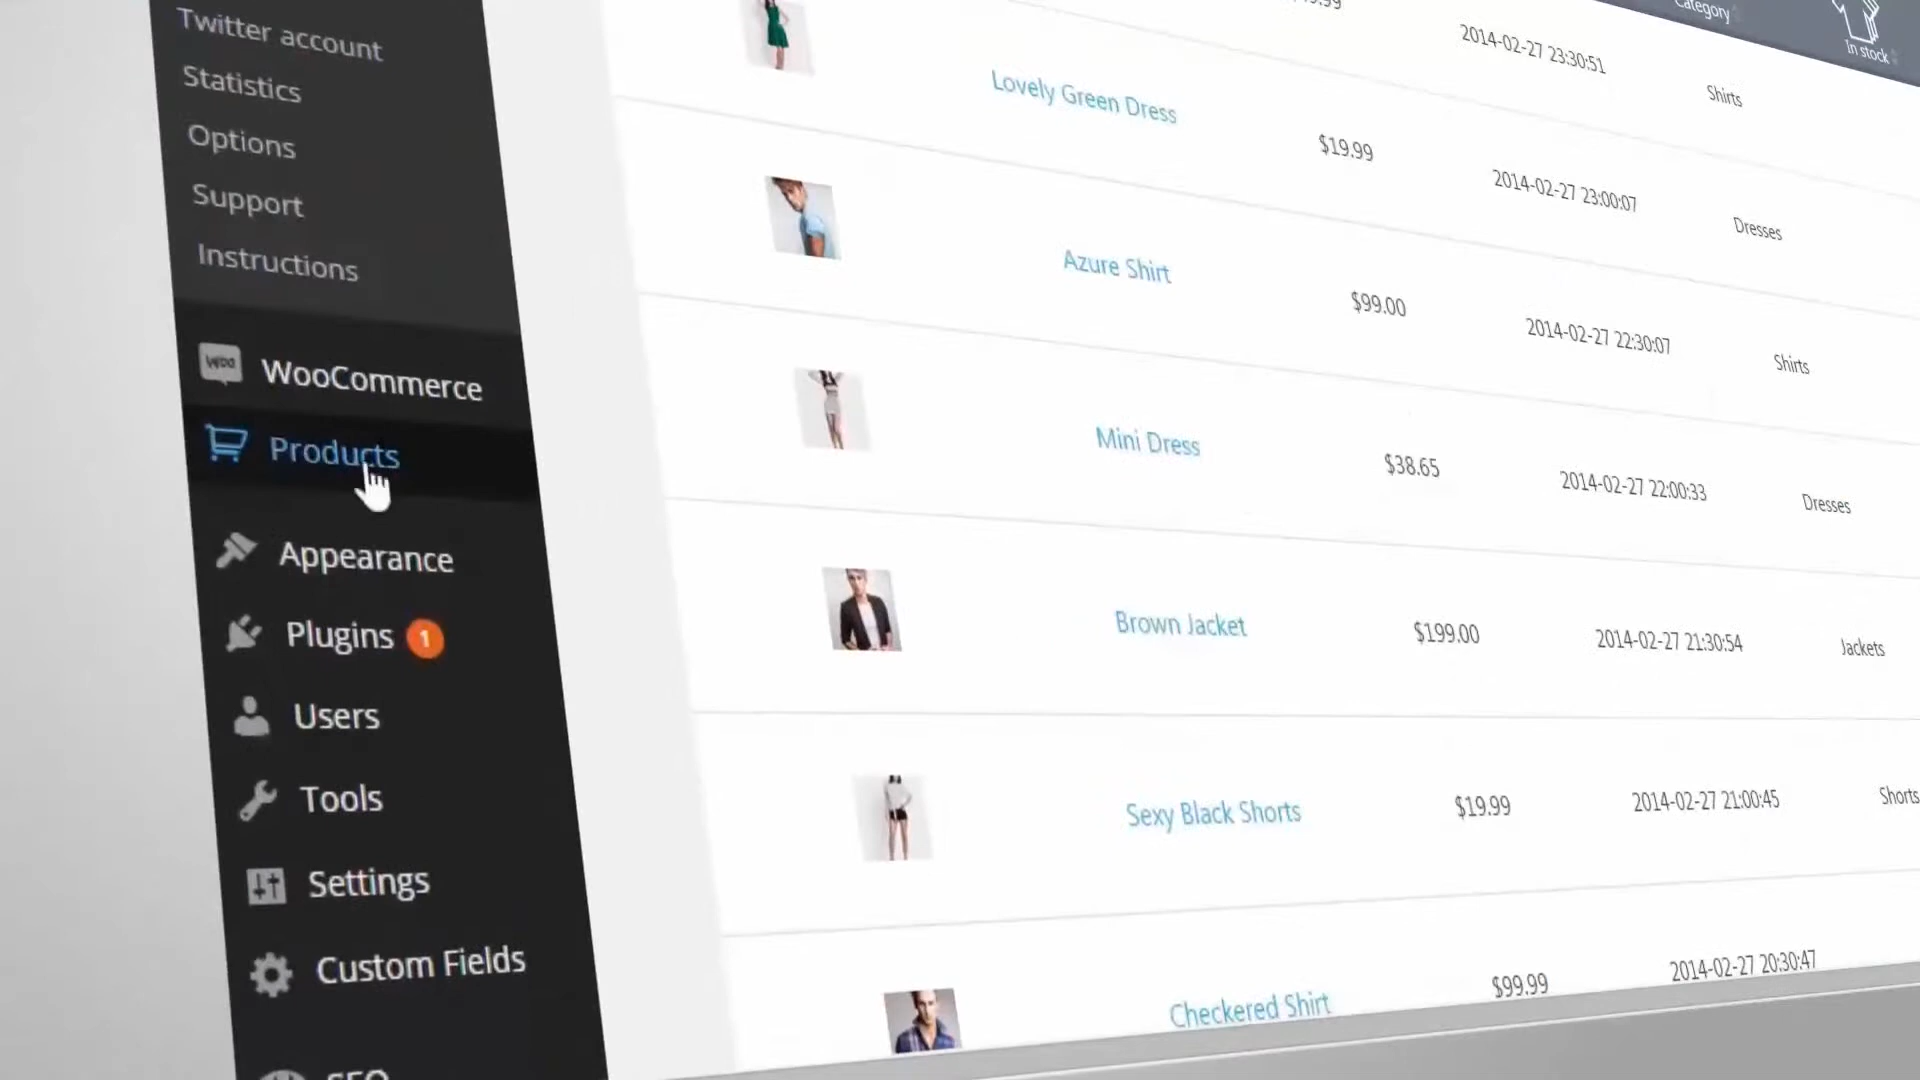 Twitter account
Statistics
Options
Support
Instructions
woo WooCommerce
Products
Appearance
Plugins 1
Users
Tools
Settings
Custom Fields
SEO
Category
In stock
2014-02-27 23:30:51 Shirts
Lovely Green Dress $19.99 2014-02-27 23:00:07 Dresses
Azure Shirt $99.00 2014-02-27 22:30:07 Shirts
Mini Dress $38.65 2014-02-27 22:00:33 Dresses
Brown Jacket $199.00 2014-02-27 21:30:54 Jackets
Sexy Black Shorts $19.99 2014-02-27 21:00:45 Shorts
Checkered Shirt $99.99 2014-02-27 20:30:47